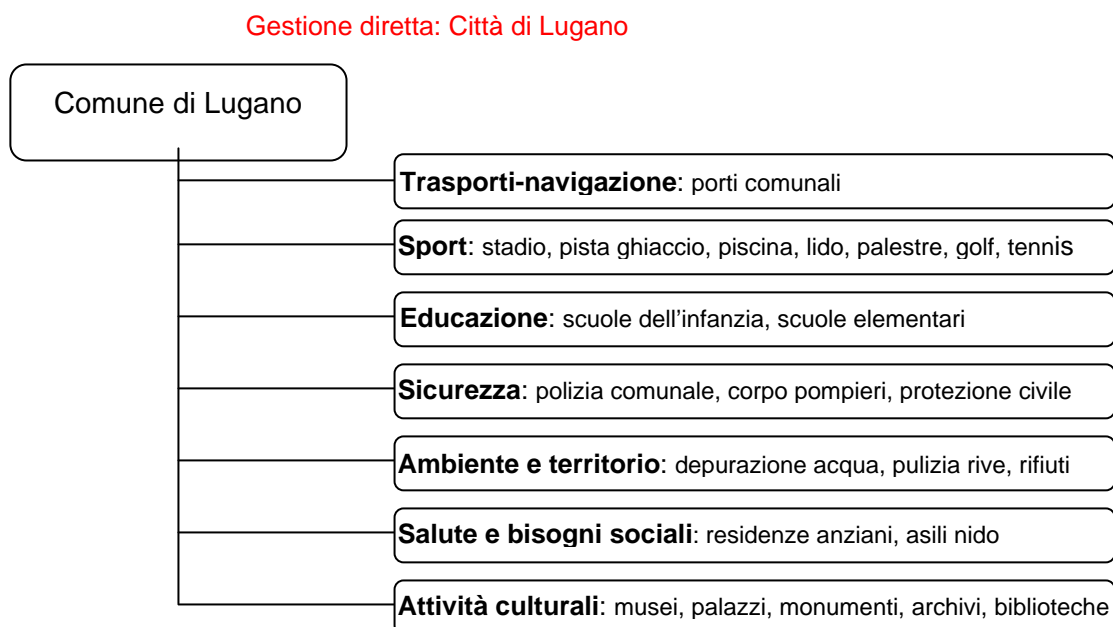 Gestione diretta: Città di Lugano
Comune di Lugano
Trasporti-navigazione: porti comunali
Sport: stadio, pista ghiaccio, piscina, lido, palestre, golf, tennis
Educazione: scuole dell'infanzia, scuole elementari
Sicurezza: polizia comunale, corpo pompieri, protezione civile
Ambiente e territorio: depurazione acqua, pulizia rive, rifiuti
Salute e bisogni sociali: residenze anziani, asili nido
Attività culturali: musei, palazzi, monumenti, archivi, biblioteche